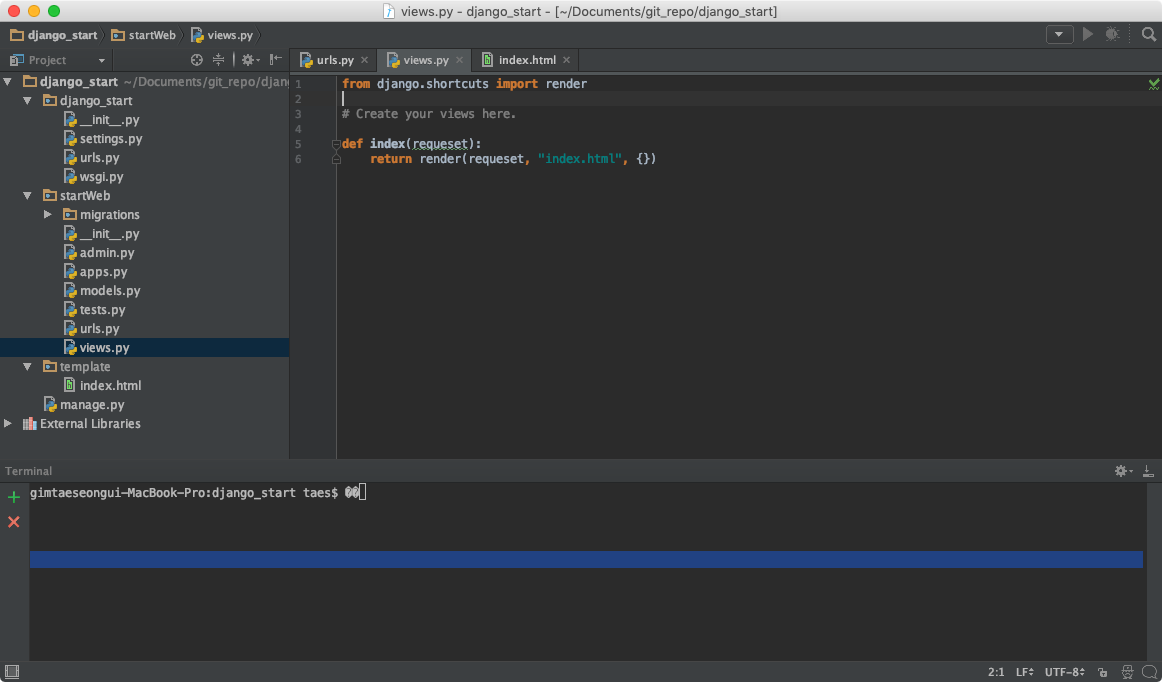 views.py - django_start - [~/Documents/git_repo/django_start]
django_start startWeb views.py
Project
urls.py views.py index.html
django_start ~/Documents/git_repo/djan
django_start
__init__.py
settings.py
urls.py
wsgi.py
startWeb
migrations
__init__.py
admin.py
apps.py
models.py
tests.py
urls.py
views.py
template
index.html
manage.py
External Libraries
1 from django.shortcuts import render
2
3 # Create your views here.
4
5 def index(requeset):
6 return render(requeset, "index.html", {})
Terminal
gimtaeseongui-MacBook-Pro:django_start taes$ ��
2:1 LF UTF-8